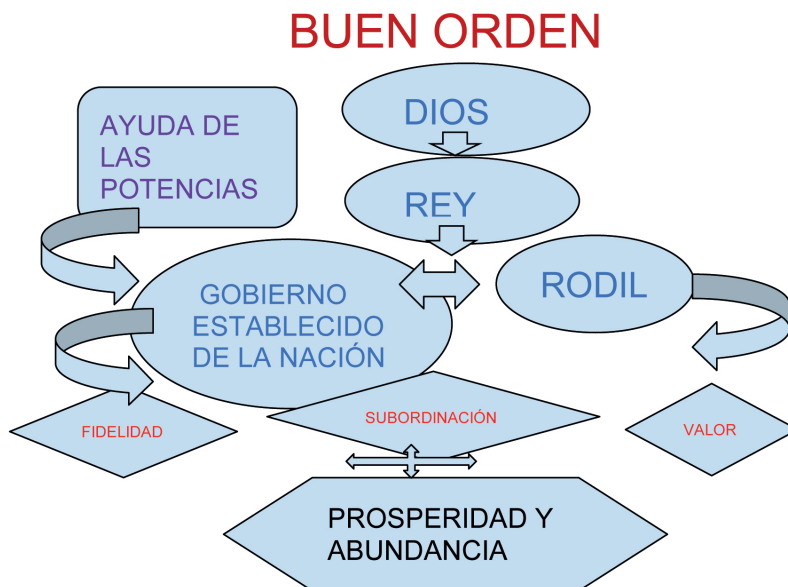 BUEN ORDEN
AYUDA DE
LAS
POTENCIAS
DIOS
REY
GOBIERNO
ESTABLECIDO
DE LA NACIÓN
RODIL
FIDELIDAD
SUBORDINACIÓN
VALOR
PROSPERIDAD Y
ABUNDANCIA